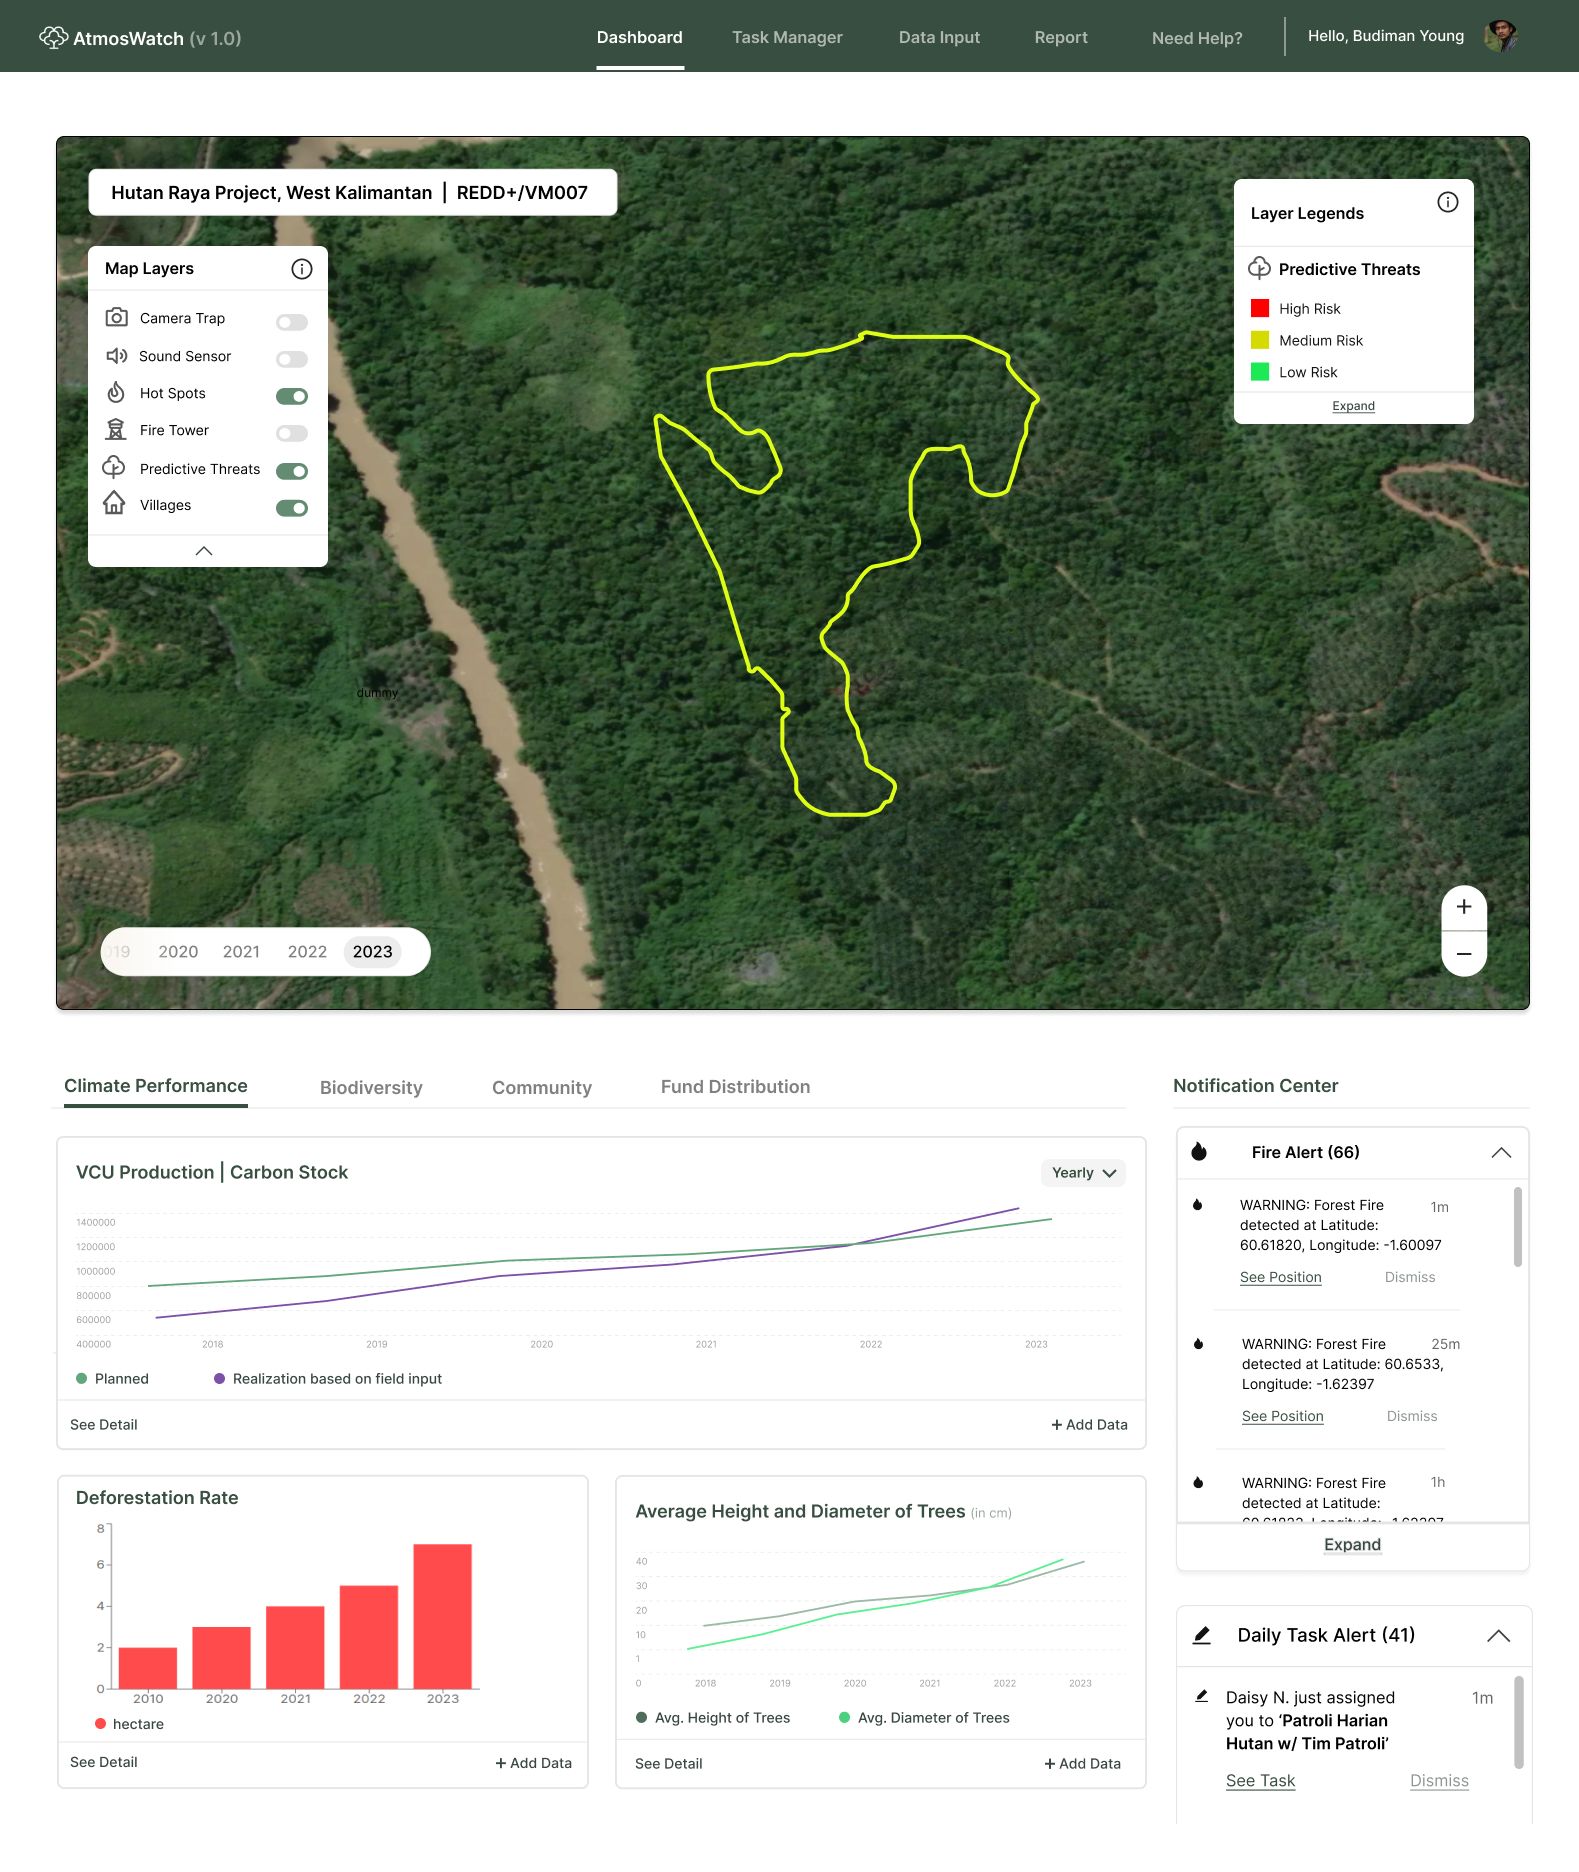 AtmosWatch (v 1.0)
Dashboard
Task Manager
Data Input
Report
Need Help?
Hello, Budiman Young
Hutan Raya Project, West Kalimantan | REDD+/VM007
Map Layers
Camera Trap
Sound Sensor
Hot Spots
Fire Tower
Predictive Threats
Villages
Layer Legends
Predictive Threats
High Risk
Medium Risk
Low Risk
Expand
dummy
2020 2021 2022 2023
+
−
Climate Performance
Biodiversity
Community
Fund Distribution
VCU Production | Carbon Stock
Yearly
1400000
1200000
1000000
800000
600000
400000
2018 2019 2020 2021 2022 2023
Planned
Realization based on field input
See Detail
+ Add Data
Deforestation Rate
8
6
4
2
0
2010 2020 2021 2022 2023
hectare
See Detail
+ Add Data
Average Height and Diameter of Trees (in cm)
40
30
20
10
1
0
2018 2019 2020 2021 2022 2023
Avg. Height of Trees
Avg. Diameter of Trees
See Detail
+ Add Data
Notification Center
Fire Alert (66)
WARNING: Forest Fire
1m
detected at Latitude:
60.61820, Longitude: -1.60097
See Position
Dismiss
WARNING: Forest Fire
25m
detected at Latitude: 60.6533,
Longitude: -1.62397
See Position
Dismiss
WARNING: Forest Fire
1h
detected at Latitude:
Expand
Daily Task Alert (41)
Daisy N. just assigned
1m
you to ‘Patroli Harian
Hutan w/ Tim Patroli’
See Task
Dismiss